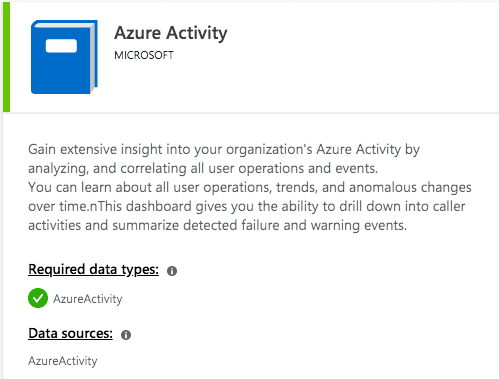 Azure Activity
MICROSOFT
Gain extensive insight into your organization's Azure Activity by
analyzing, and correlating all user operations and events.
You can learn about all user operations, trends, and anomalous changes
over time.nThis dashboard gives you the ability to drill down into caller
activities and summarize detected failure and warning events.
Required data types:
AzureActivity
Data sources:
AzureActivity